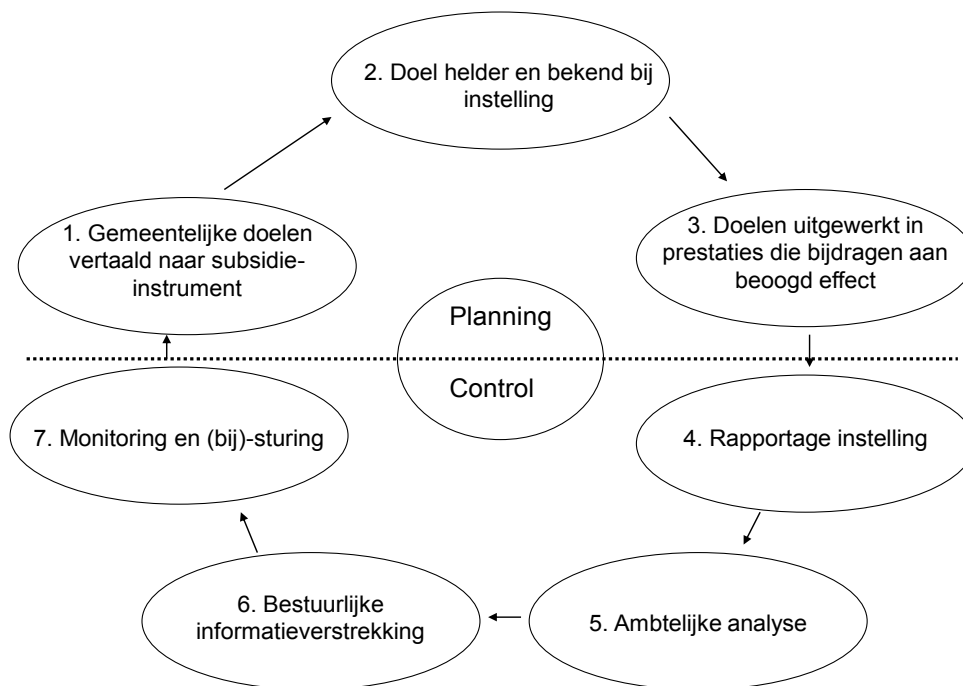 2. Doel helder en bekend bij
instelling
1. Gemeentelijke doelen
vertaald naar subsidie-
instrument
3. Doelen uitgewerkt in
prestaties die bijdragen aan
beoogd effect
Planning
Control
7. Monitoring en (bij)-sturing
4. Rapportage instelling
6. Bestuurlijke
informatieverstrekking
5. Ambtelijke analyse